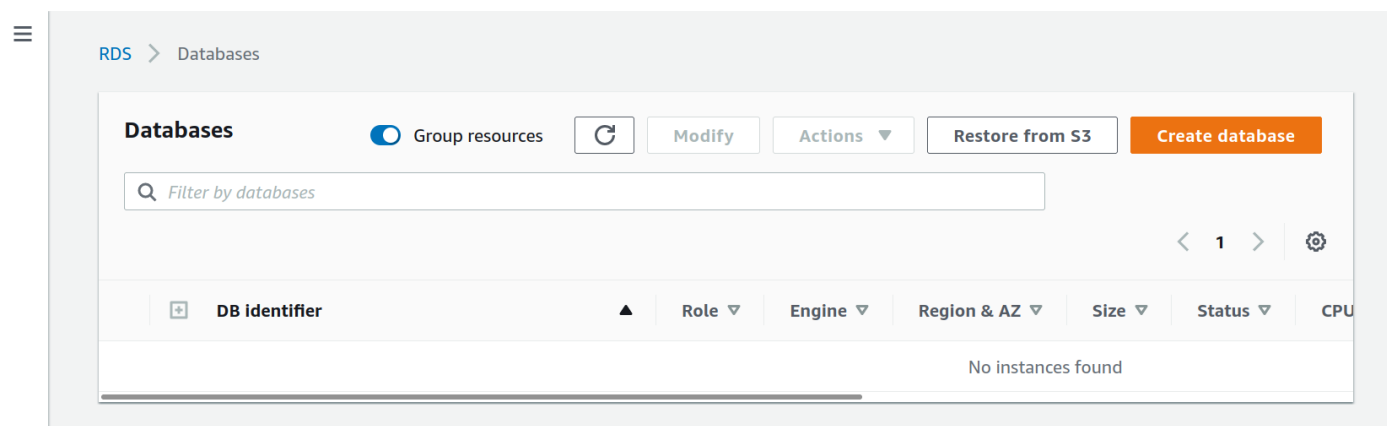 RDS > Databases
Databases Group resources Modify Actions Restore from S3 Create database
Filter by databases
1
DB identifier Role Engine Region & AZ Size Status CPU
No instances found